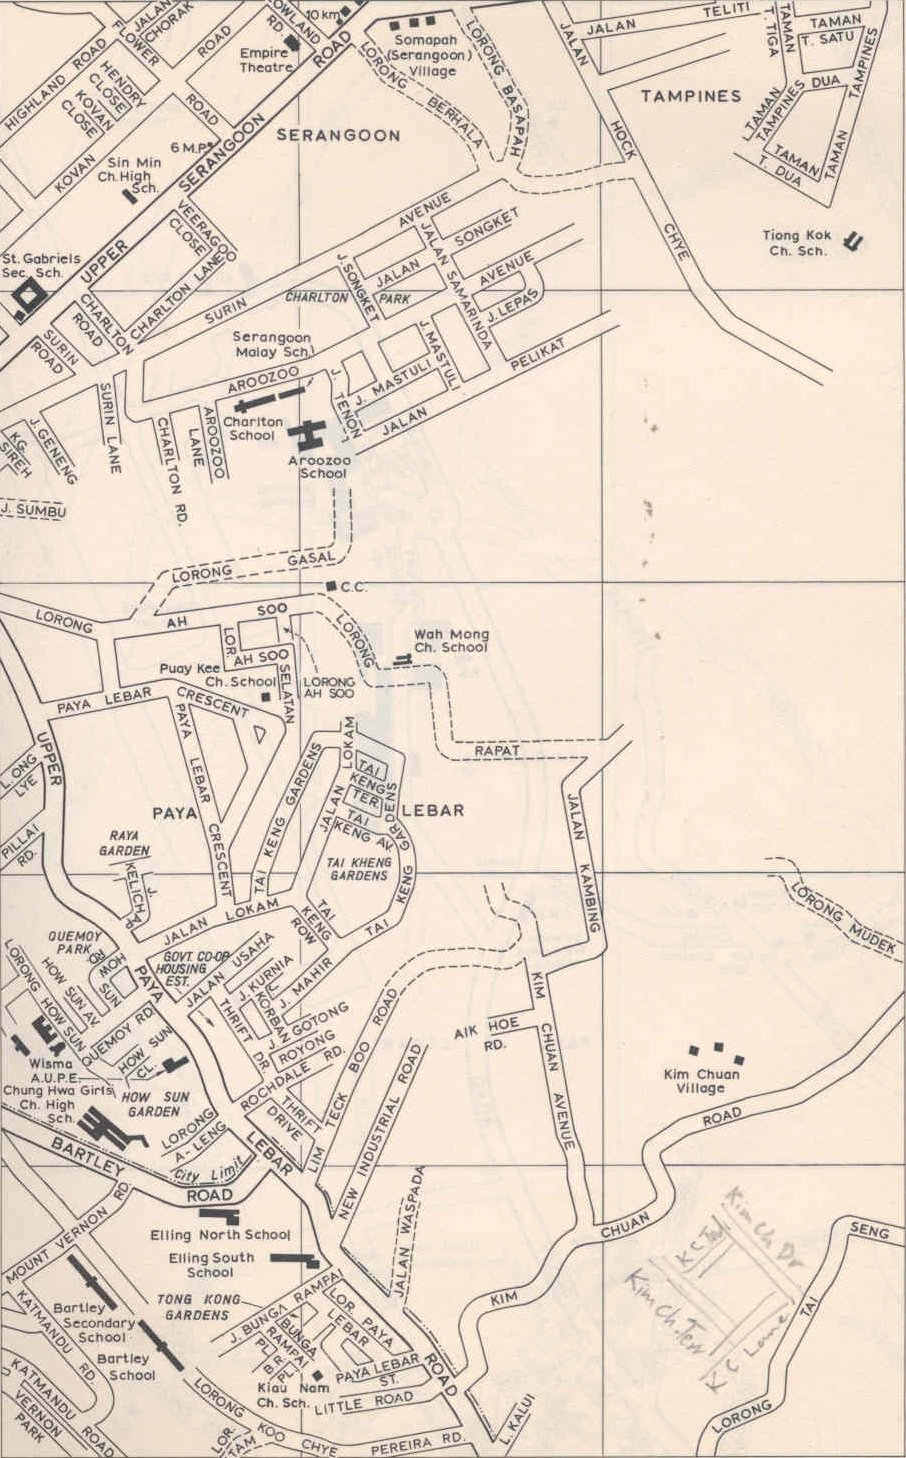 HIGHLAND ROAD
JALAN
CHORAK
LOWER
ROAD
HENDRY
CLOSE
KOVAN
CLOSE
KOVAN
ROAD
LOWLAND
RD.
10 km
Empire
Theatre
ROAD
Somapah
(Serangoon)
Village
LORONG
BERHALA
LORONG BASAPAH
JALAN
HOCK
CHYE
JALAN TELITI
TAMAN
T. TIGA
TAMAN
T. SATU
TAMAN
TAMPINES
DUA
TAMAN
TAMPINES
TAMAN
T. DUA
TAMPINES
SERANGOON
6 M.P.
Sin Min
Ch. High
Sch.
UPPER SERANGOON
VEERAGOO
CLOSE
CHARLTON LANE
St. Gabriels
Sec. Sch.
CHARLTON
ROAD
SURIN
ROAD
SURIN AVENUE
CHARLTON PARK
J. SONGKET
JALAN SONGKET
JALAN SAMARINDA
AVENUE
J. LEPAS
Tiong Kok
Ch. Sch.
Serangoon
Malay Sch.
AROOZOO
J. TENON
J. MASTULI
J. MASTULI
JALAN PELIKAT
Charlton
School
Aroozoo
School
SURIN LANE
CHARLTON RD.
AROOZOO
LANE
J. GENENG
KG.
SIREH
J. SUMBU
LORONG GASAL
C.C.
LORONG AH SOO
LOR.
AH SOO
SELATAN
LORONG
AH SOO
LORONG
RAPAT
Wah Mong
Ch. School
Puay Kee
Ch. School
PAYA LEBAR CRESCENT
PAYA LEBAR CRESCENT
UPPER
PAYA
LEBAR
L. ONG
LYE
PILLAI
RD.
PAYA LEBAR
RAYA
GARDEN
J.
KELICHAP
TAI KENG GARDENS
JALAN LOKAM
TAI
KENG
TER.
TAI
KENG AV.
TAI KENG GARDENS
TAI KHENG
GARDENS
JALAN LOKAM
TAI
KENG
ROW
JALAN KAMBING
LORONG MUDEK
QUEMOY
PARK
LORONG HOW SUN
HOW SUN AV.
HOW
SUN
QUEMOY RD.
HOW SUN
CL.
GOVT. CO-OP
HOUSING
EST.
JALAN USAHA
J. KURNIA
J. KORBAN
J. MAHIR
THRIFT DR.
J. GOTONG
ROYONG
ROCHDALE RD.
THRIFT
DRIVE
LIM TECK BOO ROAD
NEW INDUSTRIAL ROAD
AIK HOE
RD.
KIM CHUAN AVENUE
Kim Chuan
Village
Wisma
A.U.P.E.
Chung Hwa Girls
Ch. High
Sch.
HOW SUN
GARDEN
LORONG
A-LENG
City Limit
BARTLEY
ROAD
Elling North School
Elling South
School
MOUNT VERNON RD.
KATMANDU
RD.
KATMANDU ROAD
VERNON
PARK
Bartley
Secondary
School
Bartley
School
TONG KONG
GARDENS
J. BUNGA RAMPAI
BUNGA
RAMPAI
PL.
B.R.
PL.
LOR. PAYA
LEBAR
PAYA LEBAR
ST.
LITTLE ROAD
ROAD
Kiau Nam
Ch. Sch.
LORONG KOO CHYE
LOR.
TAM
PEREIRA RD.
L. KALUI
JALAN WASPADA
KIM CHUAN ROAD
LORONG TAI SENG
Kim Ch Dr
Kim Ch. Terr
K C Lane